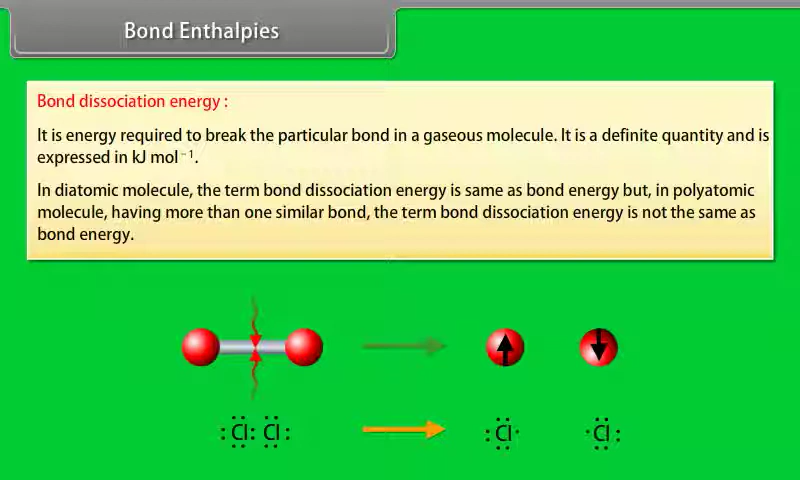 Bond Enthalpies
Bond dissociation energy :
It is energy required to break the particular bond in a gaseous molecule. It is a definite quantity and is
expressed in kJ mol⁻¹.
In diatomic molecule, the term bond dissociation energy is same as bond energy but, in polyatomic
molecule, having more than one similar bond, the term bond dissociation energy is not the same as
bond energy.
:Cl: Cl: :Cl· ·Cl: